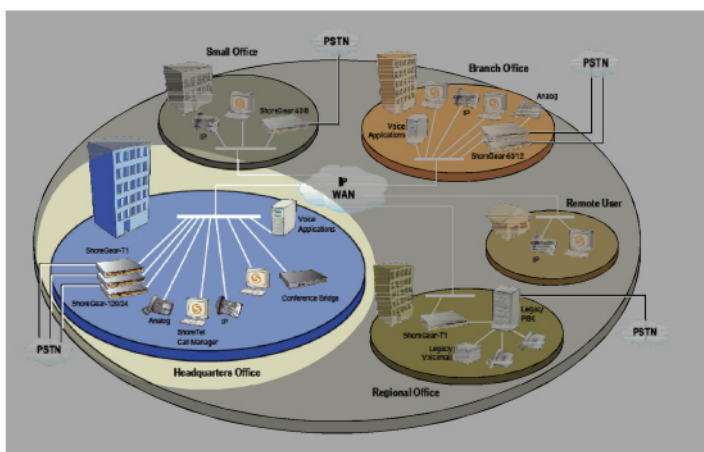 Small Office
PSTN
Branch Office
PSTN
ShoreGear-40/8
IP
Analog
IP
Voice
Applications
ShoreGear-60/12
IP
WAN
Remote User
IP
ShoreGear-T1
Voice
Applications
ShoreGear-120/24
Analog
ShoreTel
Call Manager
IP
Conference Bridge
PSTN
Headquarters Office
Legacy
PBX
ShoreGear-T1
Legacy
Voicemail
PSTN
Regional Office